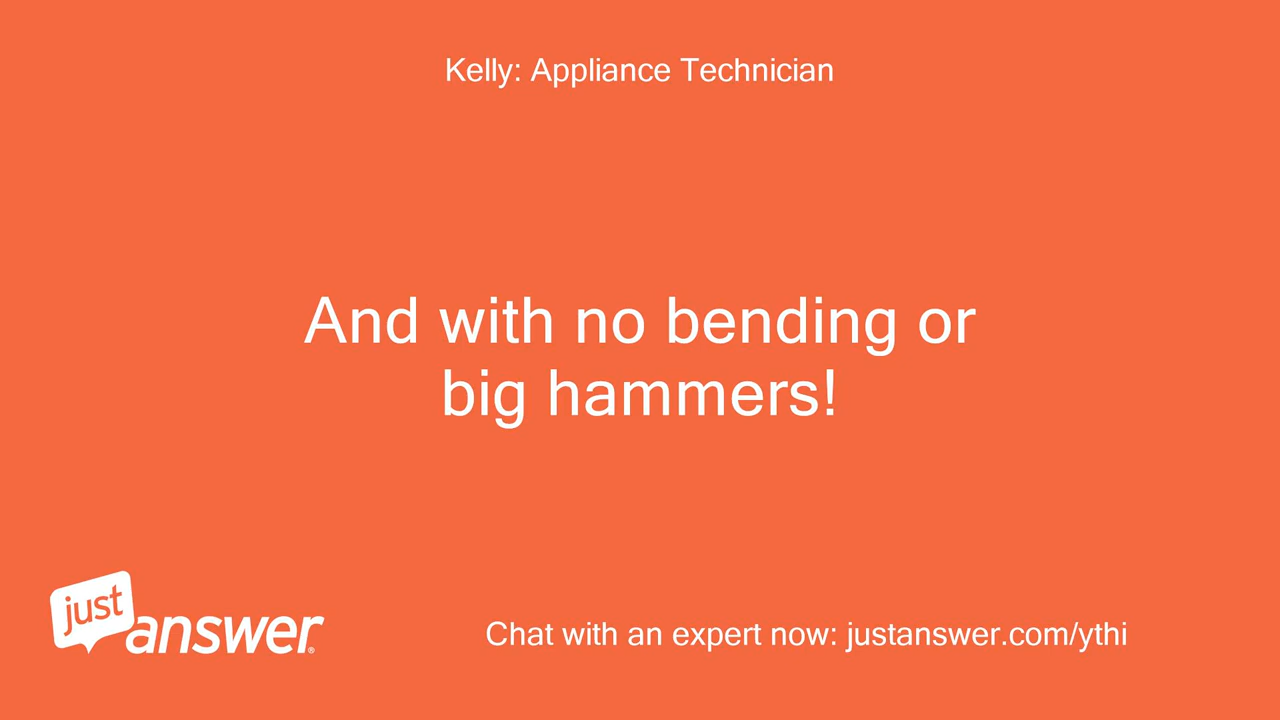 Kelly: Appliance Technician
And with no bending or
big hammers!
just
answer®
Chat with an expert now: justanswer.com/ythi